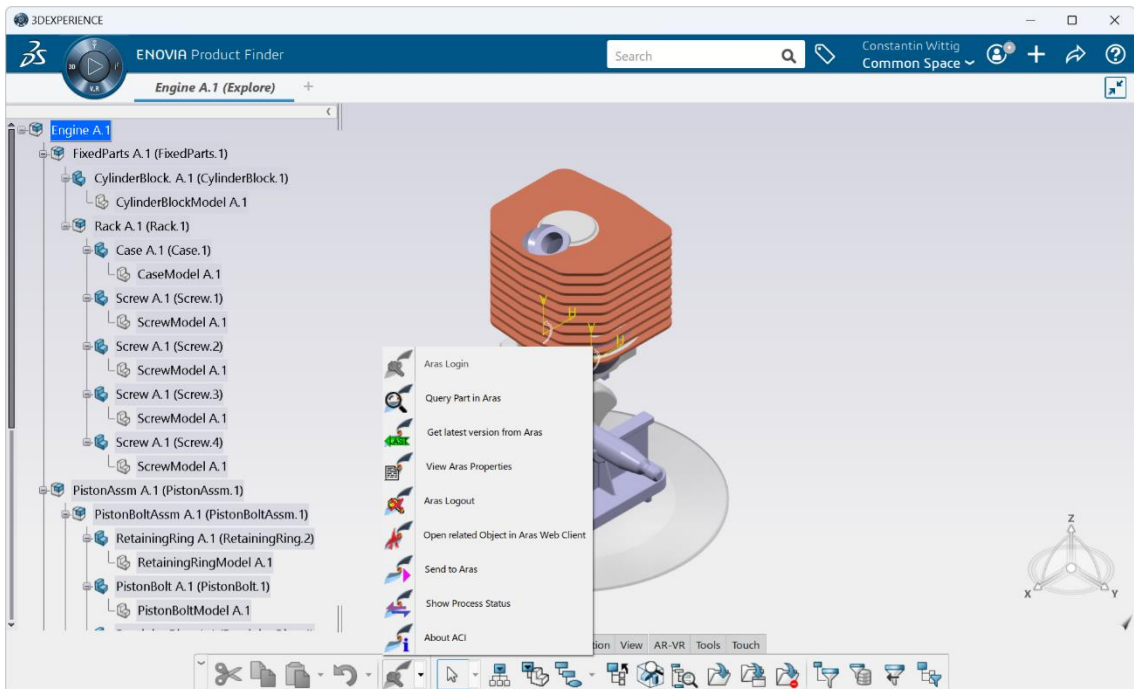 3DEXPERIENCE
ENOVIA Product Finder
Search
Constantin Wittig
Common Space
3D
V.R
Engine A.1 (Explore)
Engine A.1
FixedParts A.1 (FixedParts.1)
CylinderBlock. A.1 (CylinderBlock.1)
CylinderBlockModel A.1
Rack A.1 (Rack.1)
Case A.1 (Case.1)
CaseModel A.1
Screw A.1 (Screw.1)
ScrewModel A.1
Screw A.1 (Screw.2)
ScrewModel A.1
Screw A.1 (Screw.3)
ScrewModel A.1
Screw A.1 (Screw.4)
ScrewModel A.1
PistonAssm A.1 (PistonAssm.1)
PistonBoltAssm A.1 (PistonBoltAssm.1)
RetainingRing A.1 (RetainingRing.2)
RetainingRingModel A.1
PistonBolt A.1 (PistonBolt.1)
PistonBoltModel A.1
Aras Login
Query Part in Aras
Get latest version from Aras
View Aras Properties
Aras Logout
Open related Object in Aras Web Client
Send to Aras
Show Process Status
About ACI
Z
X
Y
View AR-VR Tools Touch